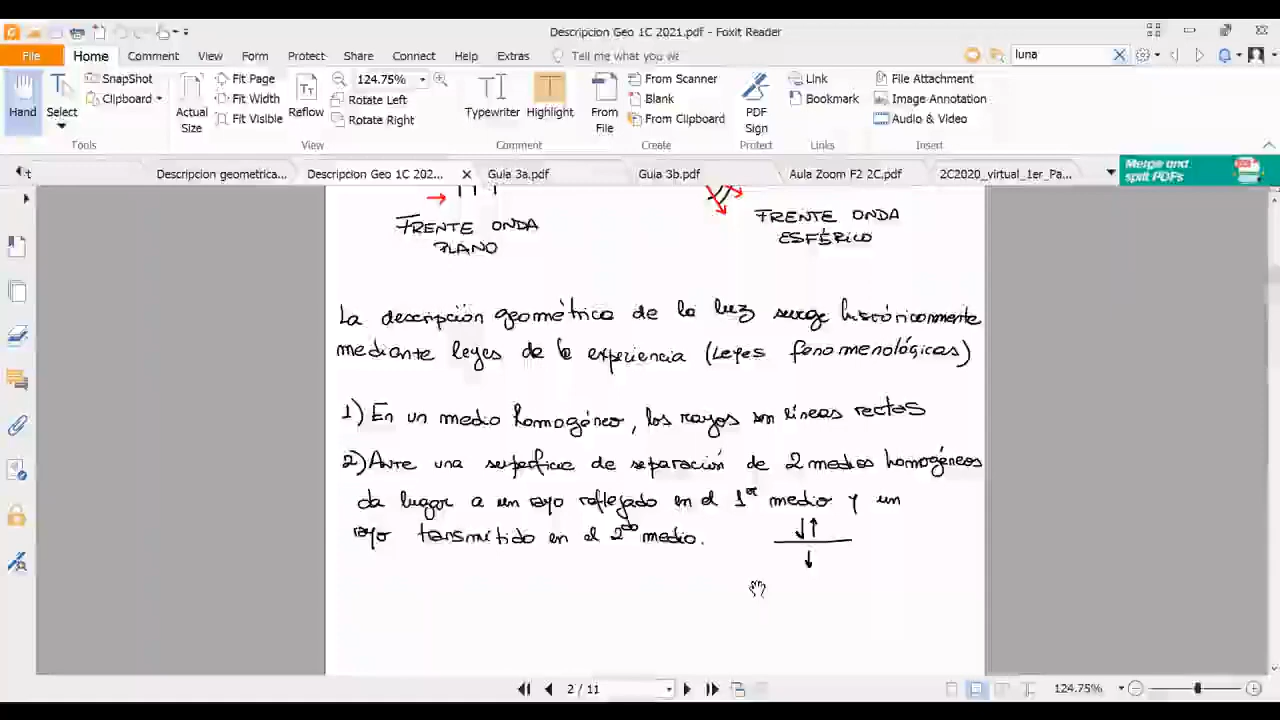 Descripcion Geo 1C 2021.pdf - Foxit Reader
File Home Comment View Form Protect Share Connect Gift Extras Tell me what you wa luna
Hand Select SnapShot Clipboard Actual Size Fit Page Fit Width Fit Visible Reflow 124.75% Rotate Left Rotate Right Typewriter Highlight From File From Scanner Blank From Clipboard PDF Sign Link Bookmark File Attachment Image Annotation Audio & Video
Tools View Comment Create Protect Links Insert
t Descripcion geometrica... Descripcion Geo 1C 202... Guia 3a.pdf Guia 3b.pdf Aula Zoom F2 2C.pdf 2C2020_virtual_1er_Pa... Merge and split PDFs
FRENTE ONDA
PLANO
FRENTE ONDA
ESFÉRICO
La descripción geométrica de la luz surge históricamente
mediante leyes de la experiencia (Leyes fenomenológicas)
1) En un medio homogéneo, los rayos son líneas rectas
2) Ante una superficie de separación de 2 medios homogéneos
da lugar a un rayo reflejado en el 1er medio y un
rayo transmitido en el 2do medio.
2 / 11 124.75%